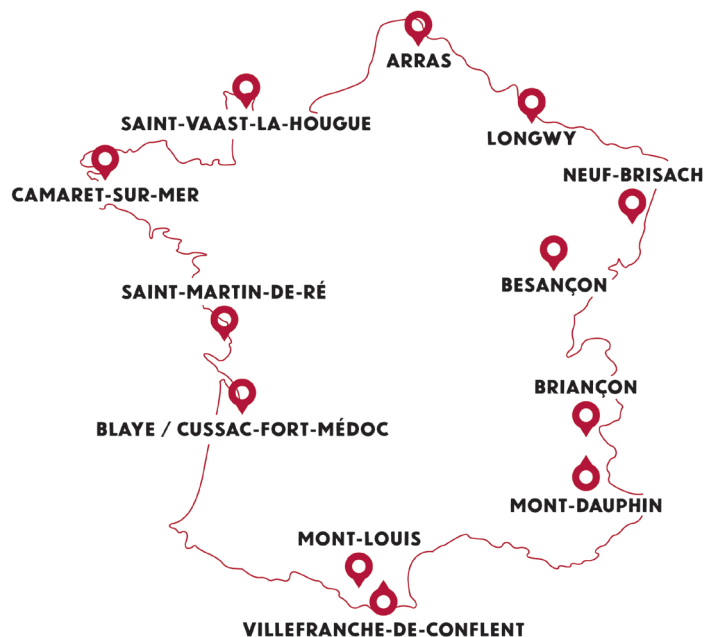 ARRAS
SAINT-VAAST-LA-HOUGUE
LONGWY
NEUF-BRISACH
CAMARET-SUR-MER
BESANÇON
SAINT-MARTIN-DE-RÉ
BRIANÇON
BLAYE / CUSSAC-FORT-MÉDOC
MONT-DAUPHIN
MONT-LOUIS
VILLEFRANCHE-DE-CONFLENT